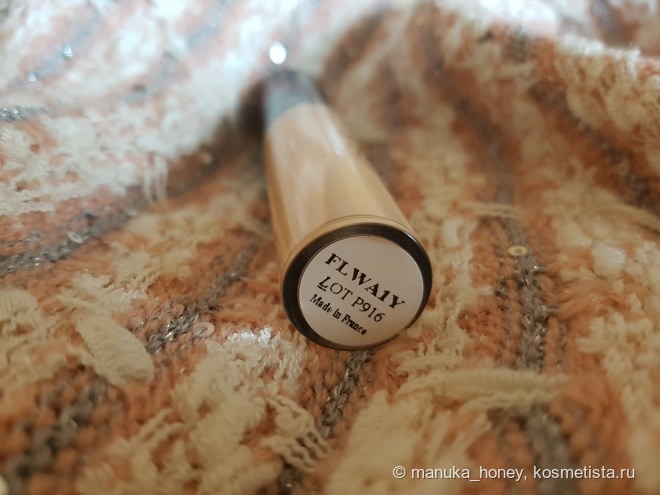 FLWA1Y
LOT P916
Made in France
© manuka_honey, kosmetista.ru